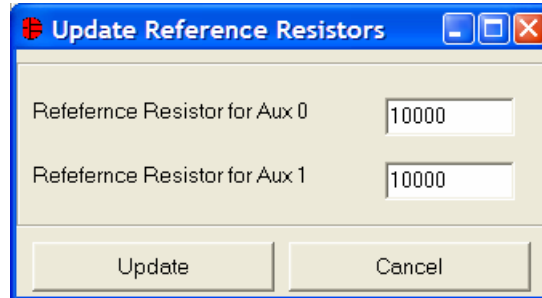 Update Reference Resistors
Refefernce Resistor for Aux 0
10000
Refefernce Resistor for Aux 1
10000
Update
Cancel